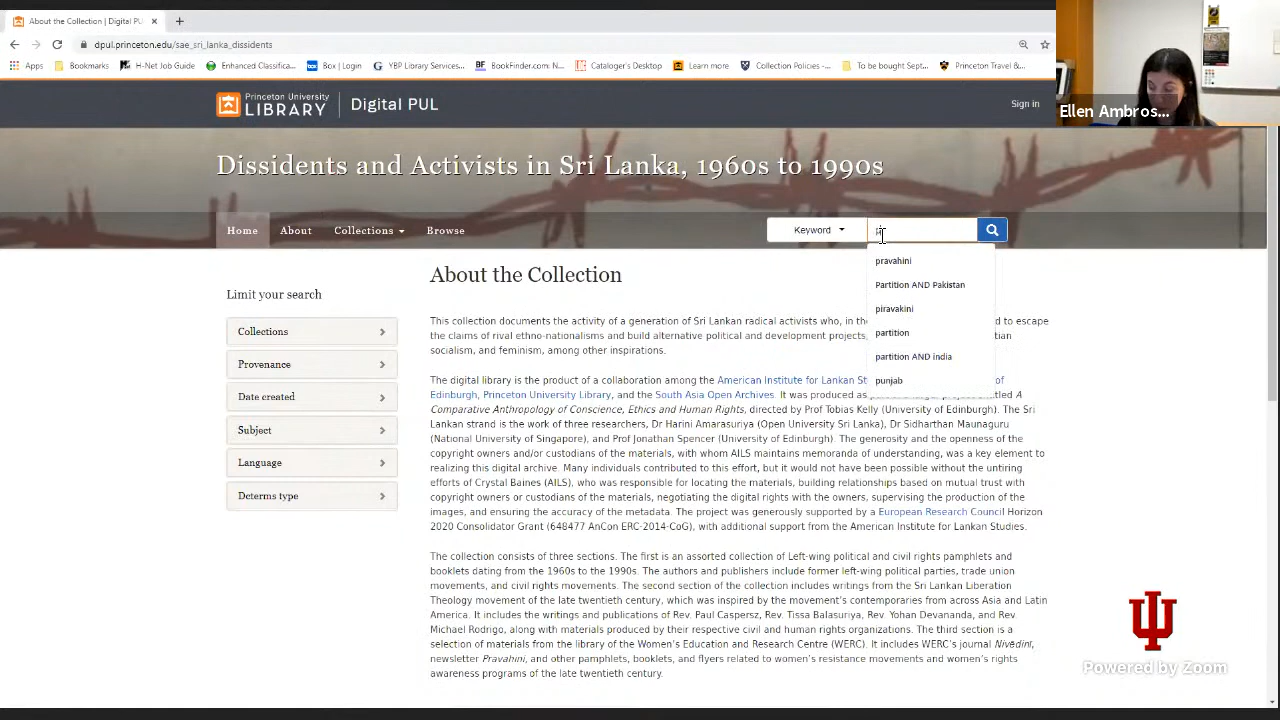 About the Collection | Digital PU
dpul.princeton.edu/sae_sri_lanka_dissidents
Apps Bookmarks H-Net Job Guide Enhanced Classifica... YBP Library Services... Box | Login BookFinder.com: N... Cataloger's Desktop Learn more Collection Policies -... To be bought Sept... Princeton Travel &...
Ellen Ambros...
Princeton University
LIBRARY
Digital PUL
Sign in
Dissidents and Activists in Sri Lanka, 1960s to 1990s
Home About Collections Browse Keyword
pravahini
Partition AND Pakistan
piravakini
partition
partition AND india
punjab
About the Collection
Limit your search
Collections
Provenance
Date created
Subject
Language
Dcterms type
This collection documents the activity of a generation of Sri Lankan radical activists who, in the d to escape
the claims of rival ethno-nationalists and build alternative political and development projects, tian
socialism, and feminism, among other inspirations.
The digital library is the product of a collaboration among the American Institute for Lankan St of
Edinburgh, Princeton University Library, and the South Asia Open Archives. It was produced as A
Comparative Anthropology of Conscience, Ethics and Human Rights, directed by Prof Tobias Kelly (University of Edinburgh). The Sri
Lankan strand is the work of three researchers, Dr Harini Amarasuriya (Open University Sri Lanka), Dr Sidharthan Maunaguru
(National University of Singapore), and Prof Jonathan Spencer (University of Edinburgh). The generosity and the openness of the
copyright owners and/or custodians of the materials, with whom AILS maintains memoranda of understanding, was a key element to
realizing this digital archive. Many individuals contributed to this effort, but it would not have been possible without the untiring
efforts of Crystal Baines (AILS), who was responsible for locating the materials, building relationships based on mutual trust with
copyright owners or custodians of the materials, negotiating the digital rights with the owners, supervising the production of the
images, and ensuring the accuracy of the metadata. The project was generously supported by a European Research Council Horizon
2020 Consolidator Grant (648477 AnCon ERC-2014-CoG), with additional support from the American Institute for Lankan Studies.
The collection consists of three sections. The first is an assorted collection of Left-wing political and civil rights pamphlets and
booklets dating from the 1960s to the 1990s. The authors and publishers include former left-wing political parties, trade union
movements, and civil rights movements. The second section of the collection includes writings from the Sri Lankan Liberation
Theology movement of the late twentieth century, which was inspired by the movement's contemporaries from across Asia and Latin
America. It includes the writings and publications of Rev. Paul Caspersz, Rev. Tissa Balasuriya, Rev. Yohan Devananda, and Rev.
Michael Rodrigo, along with materials produced by their respective civil and human rights organizations. The third section is a
selection of materials from the library of the Women's Education and Research Centre (WERC). It includes WERC's journal Nivēdinī,
newsletter Pravahini, and other pamphlets, booklets, and flyers related to women's resistance movements and women's rights
awareness programs of the late twentieth century.
Powered by Zoom